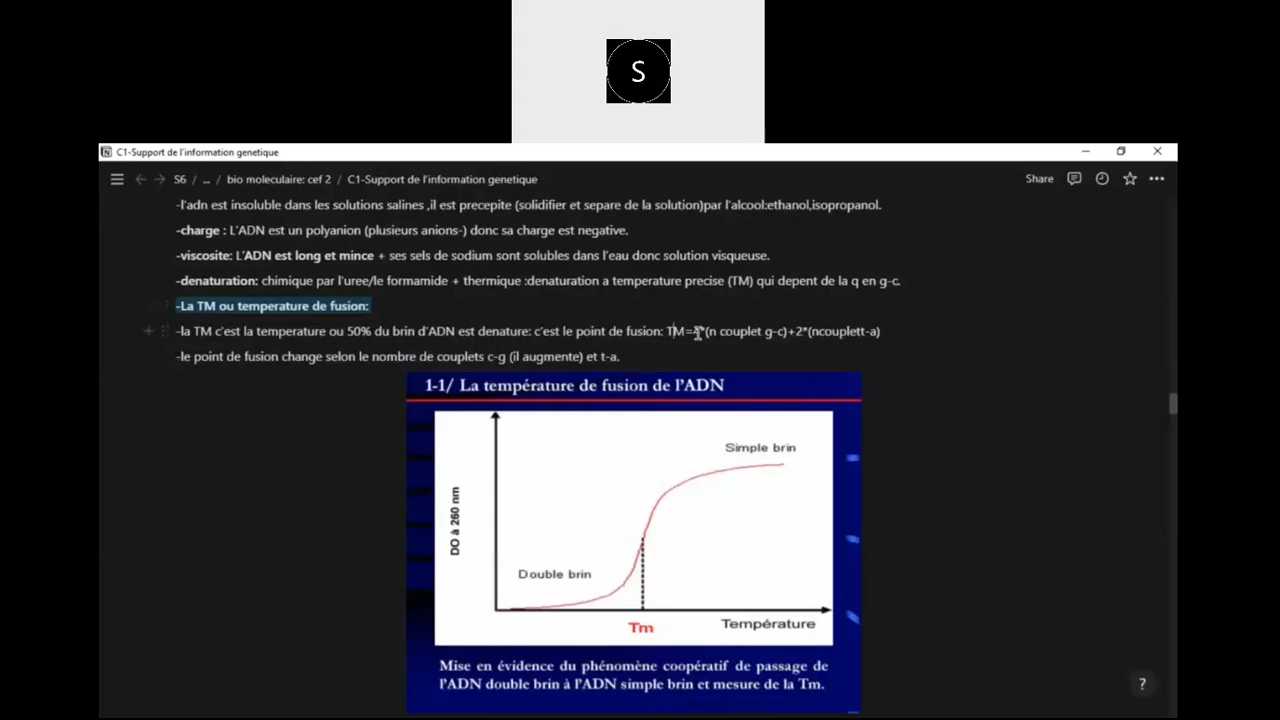 S
C1-Support de l'information genetique
S6 / ... / bio moleculaire: cef 2 / C1-Support de l'information genetique
Share
-l'adn est insoluble dans les solutions salines ,il est precepite (solidifier et separe de la solution)par l'alcool:ethanol,isopropanol.
-charge : L'ADN est un polyanion (plusieurs anions-) donc sa charge est negative.
-viscosite: L'ADN est long et mince + ses sels de sodium sont solubles dans l'eau donc solution visqueuse.
-denaturation: chimique par l'uree/le formamide + thermique :denaturation a temperature precise (TM) qui depent de la q en g-c.
-La TM ou temperature de fusion:
-la TM c'est la temperature ou 50% du brin d'ADN est denature: c'est le point de fusion: TM= *(n couplet g-c)+2*(ncouplett-a)
-le point de fusion change selon le nombre de couplets c-g (il augmente) et t-a.
1-1/ La température de fusion de l'ADN
Simple brin
DO à 260 nm
Double brin
Tm
Température
Mise en évidence du phénomène coopératif de passage de
l'ADN double brin à l'ADN simple brin et mesure de la Tm.
?